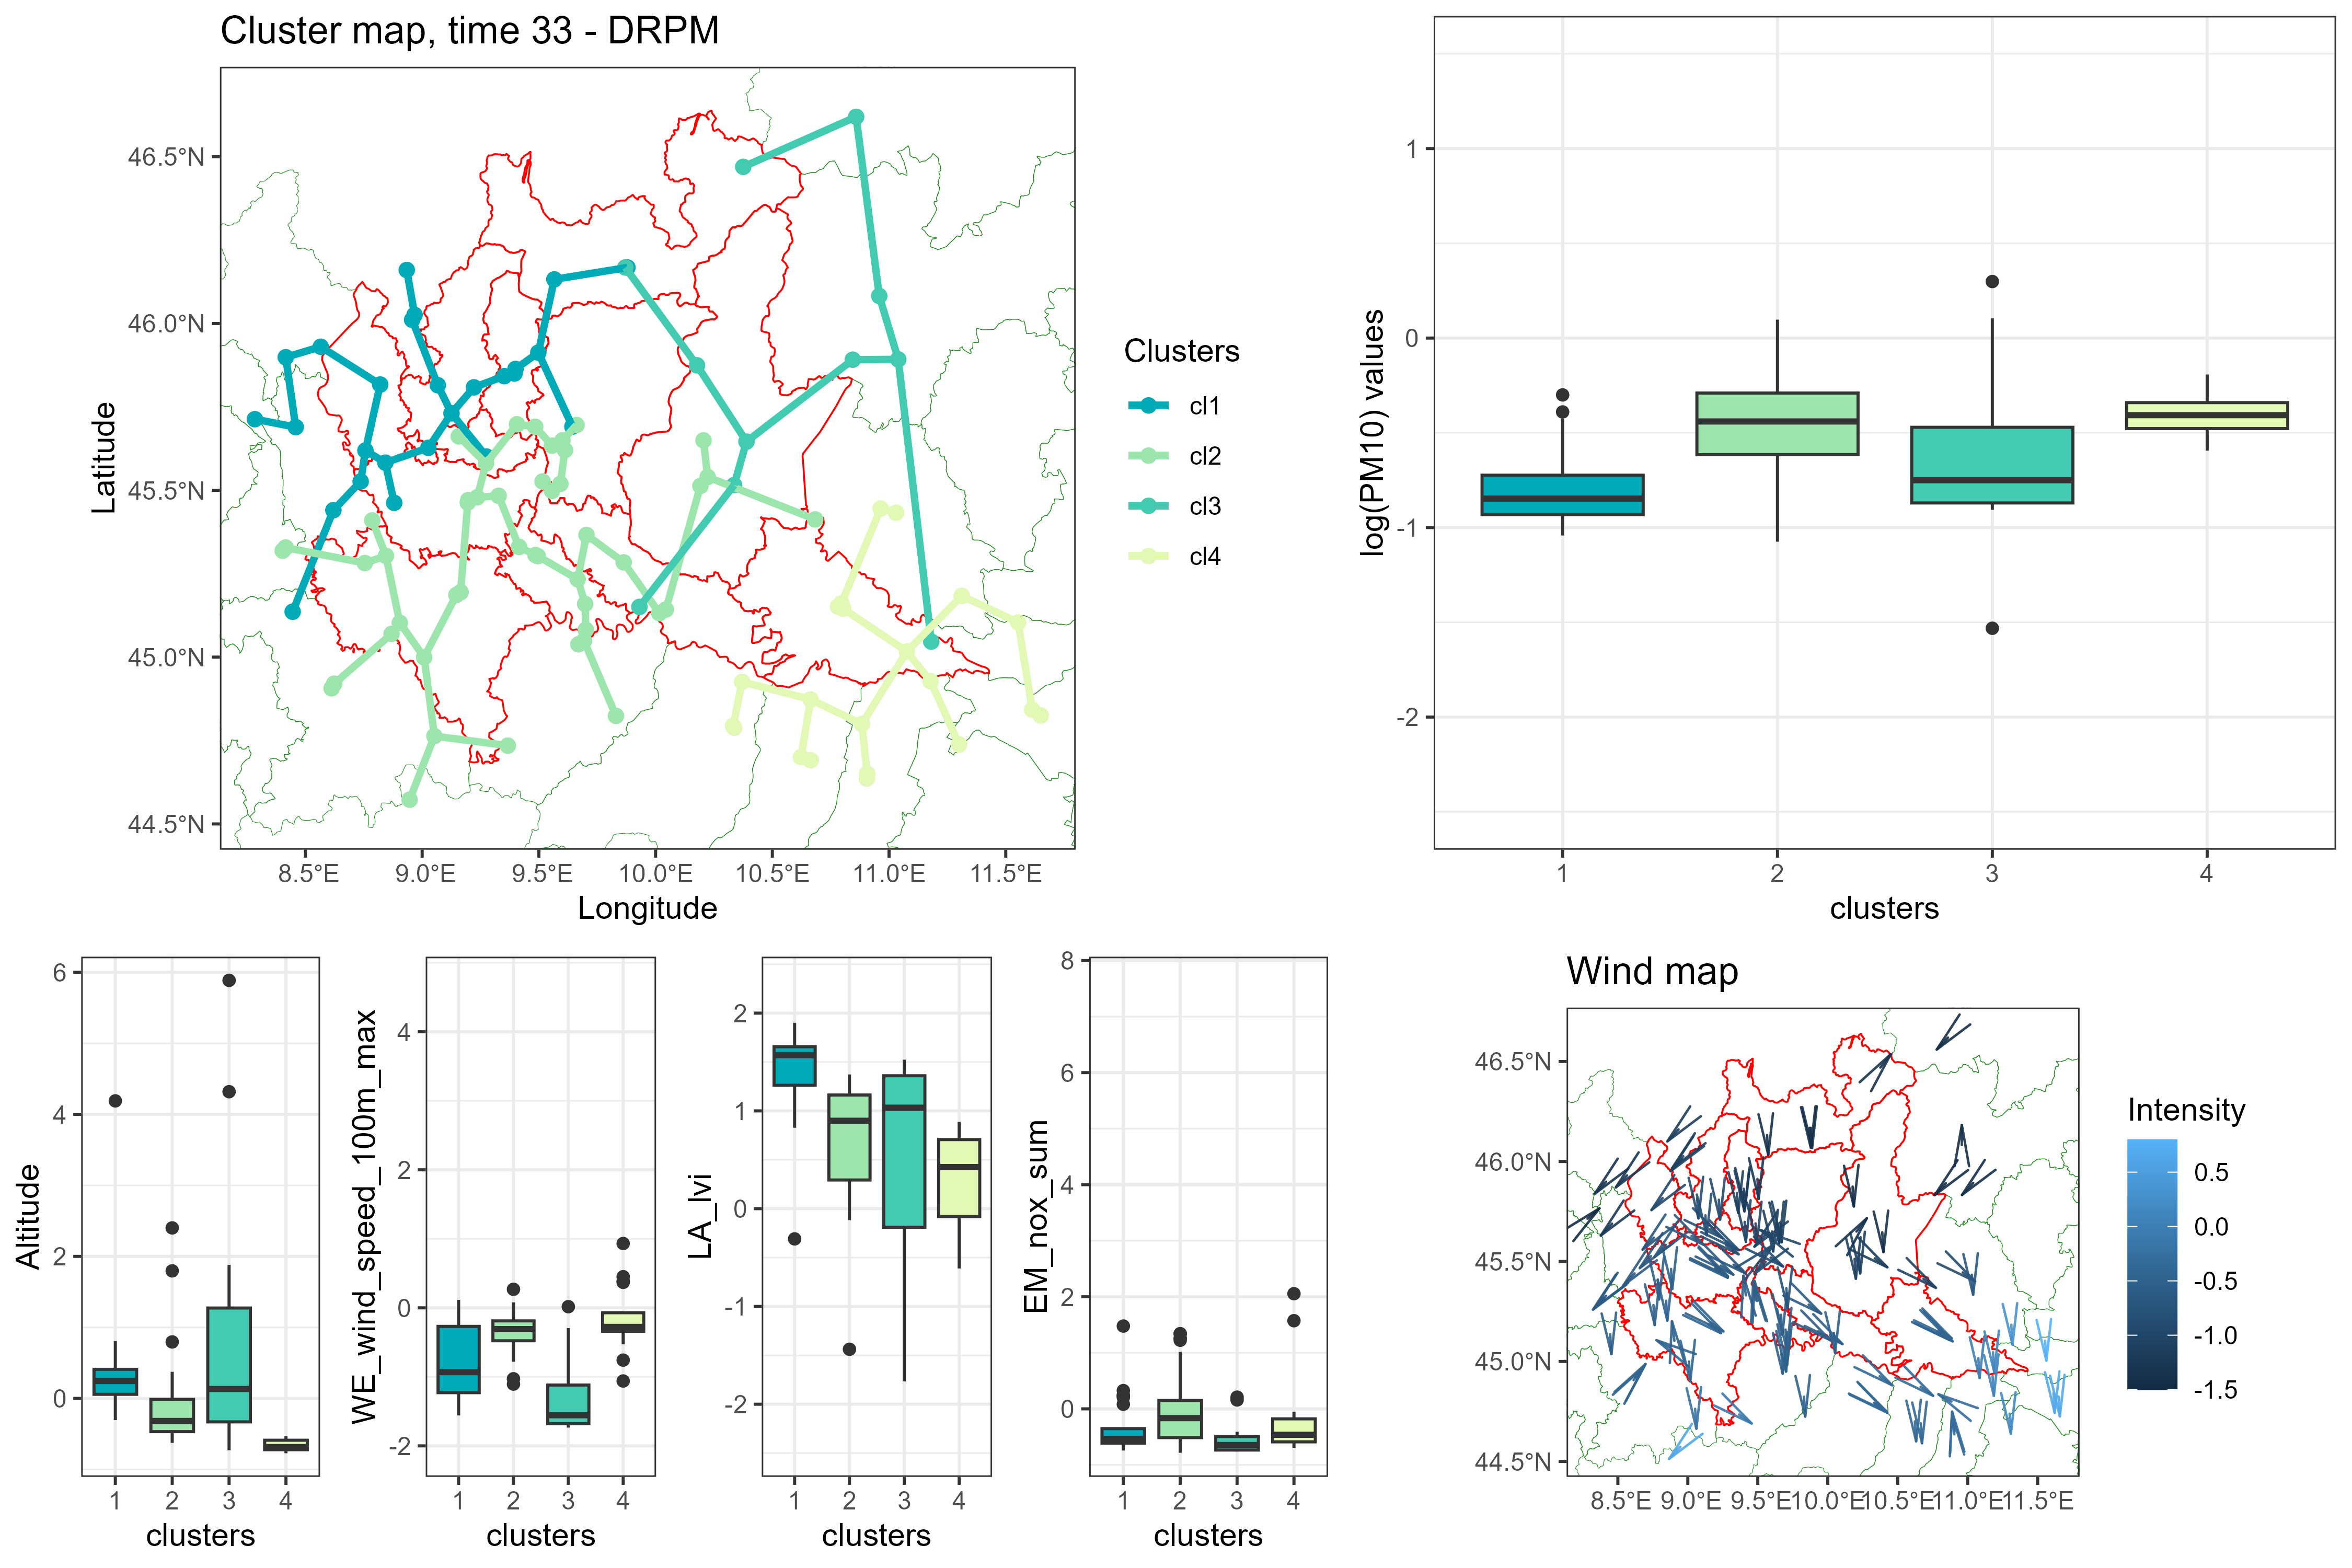 Cluster map, time 33 - DRPM
46.5°N
46.0°N
45.5°N
45.0°N
44.5°N
Latitude
8.5°E 9.0°E 9.5°E 10.0°E 10.5°E 11.0°E 11.5°E
Longitude
Clusters
cl1
cl2
cl3
cl4
log(PM10) values
1
0
-1
-2
1 2 3 4
clusters
Altitude
6
4
2
0
1 2 3 4
clusters
WE_wind_speed_100m_max
4
2
0
-2
1 2 3 4
clusters
LA_lvi
2
1
0
-1
-2
1 2 3 4
clusters
EM_nox_sum
8
6
4
2
0
1 2 3 4
clusters
Wind map
46.5°N
46.0°N
45.5°N
45.0°N
44.5°N
8.5°E 9.0°E 9.5°E 10.0°E 10.5°E 11.0°E 11.5°E
Intensity
0.5
0.0
-0.5
-1.0
-1.5